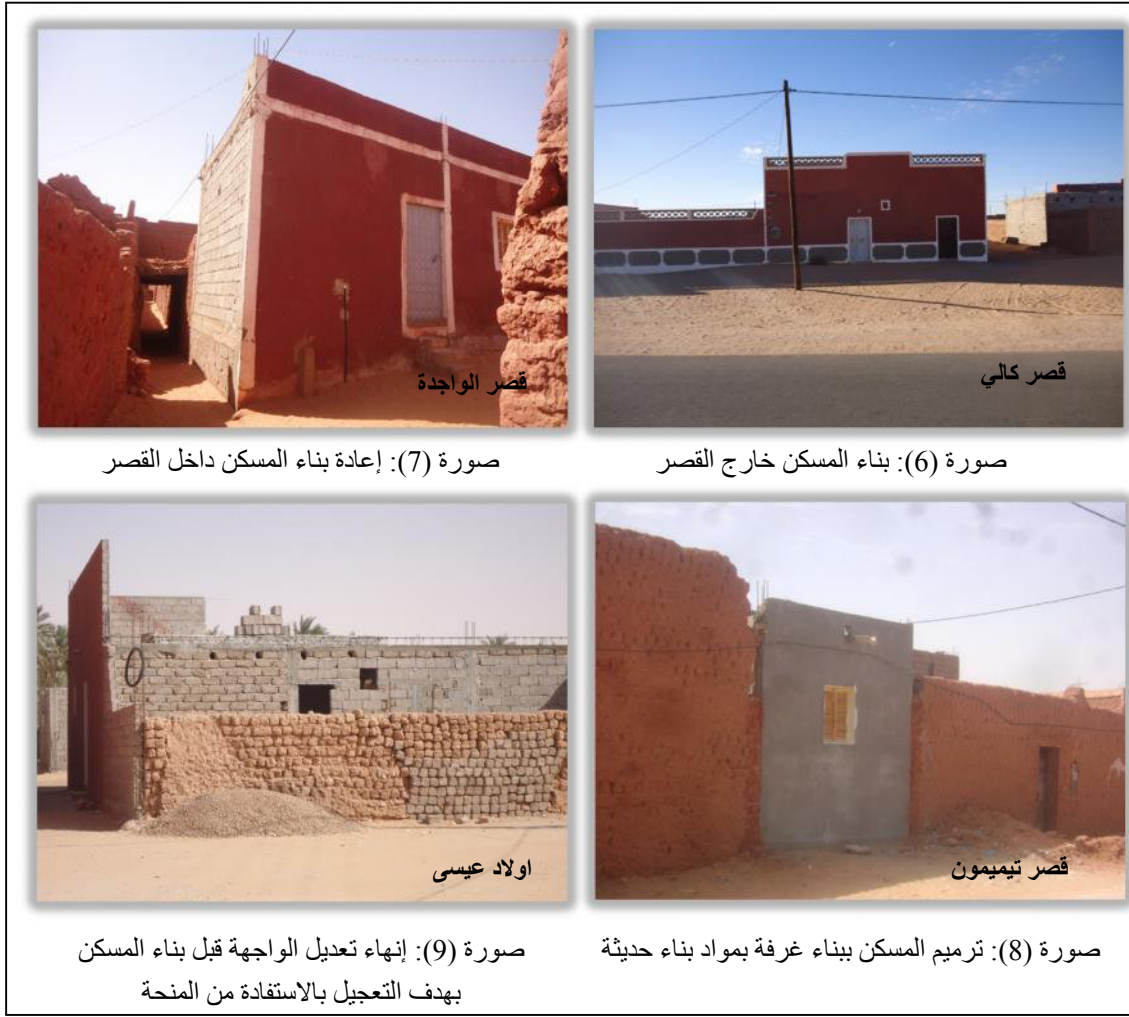 قصر كالي
قصر الواجدة
صورة (6): بناء المسكن خارج القصر
صورة (7): إعادة بناء المسكن داخل القصر
قصر تيميمون
اولاد عيسى
صورة (8): ترميم المسكن ببناء غرفة بمواد بناء حديثة
صورة (9): إنهاء تعديل الواجهة قبل بناء المسكن
بهدف التعجيل بالاستفادة من المنحة